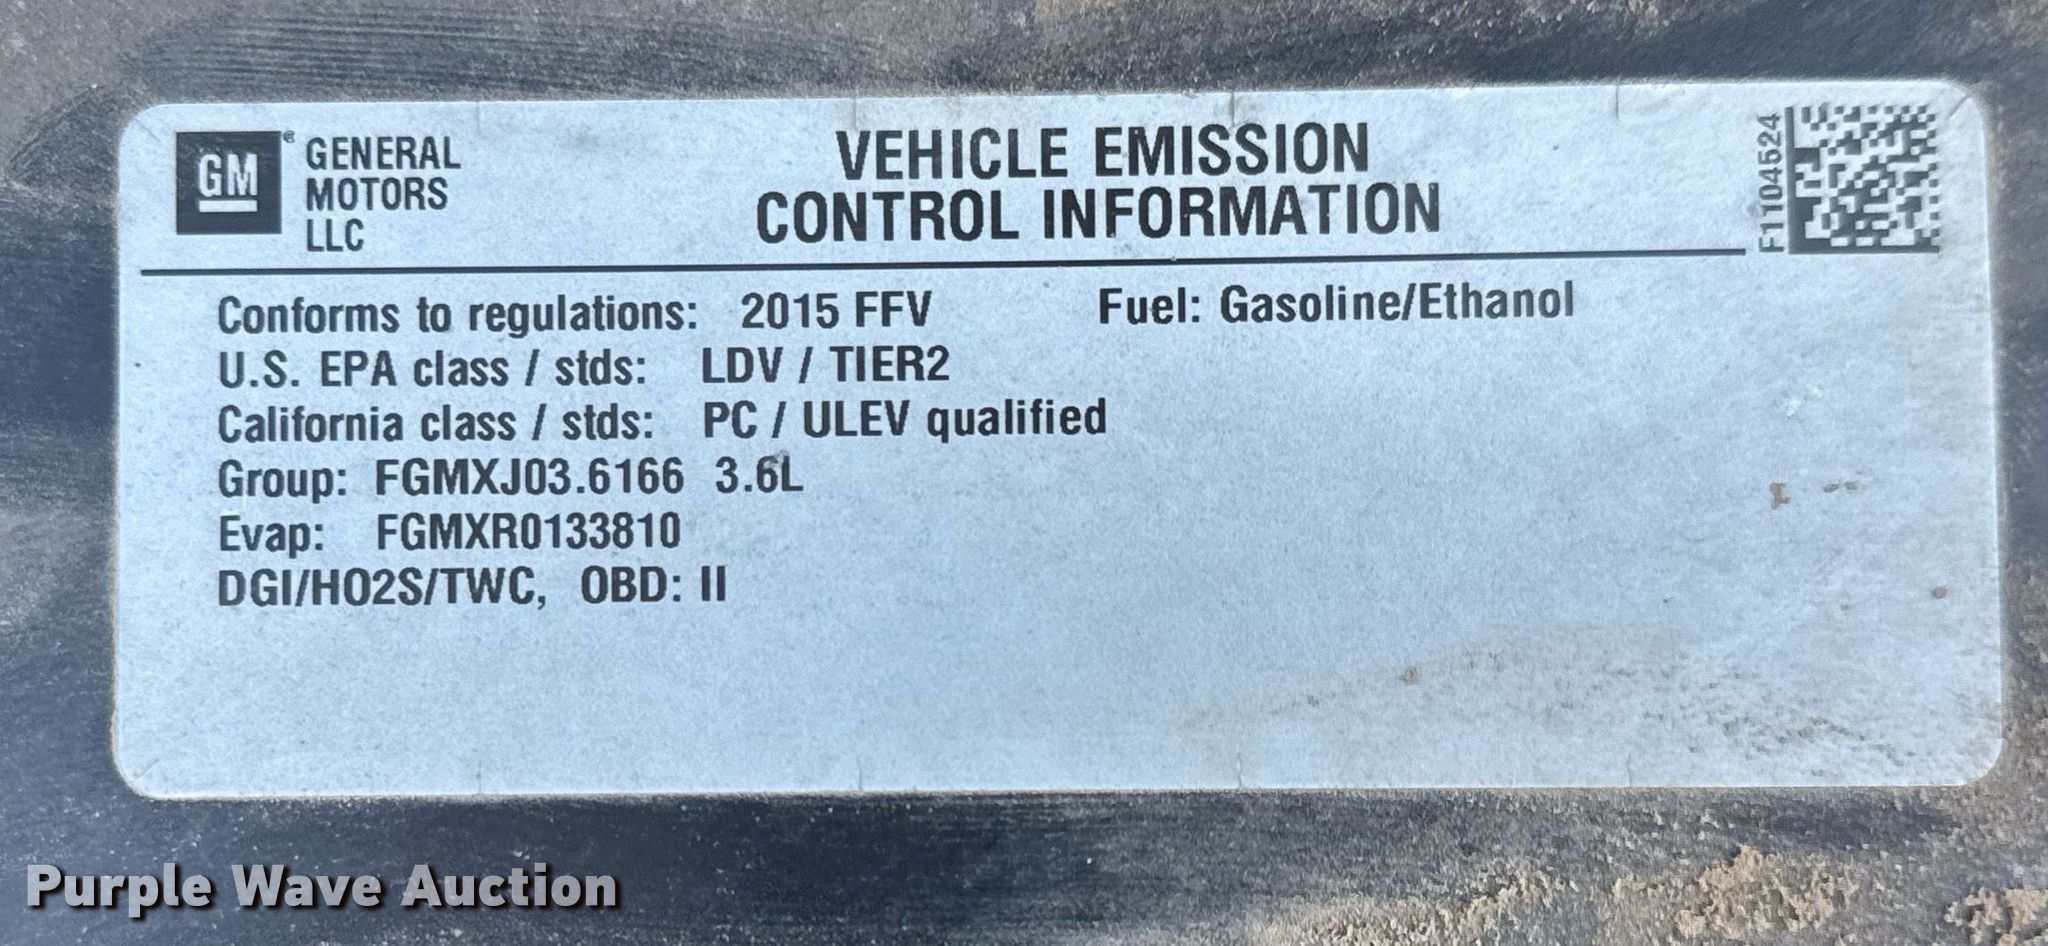 GM
® GENERAL
MOTORS
LLC
VEHICLE EMISSION
CONTROL INFORMATION
F1104524
Conforms to regulations: 2015 FFV Fuel: Gasoline/Ethanol
U.S. EPA class / stds: LDV / TIER2
California class / stds: PC / ULEV qualified
Group: FGMXJ03.6166 3.6L
Evap: FGMXR0133810
DGI/HO2S/TWC, OBD: II
Purple Wave Auction